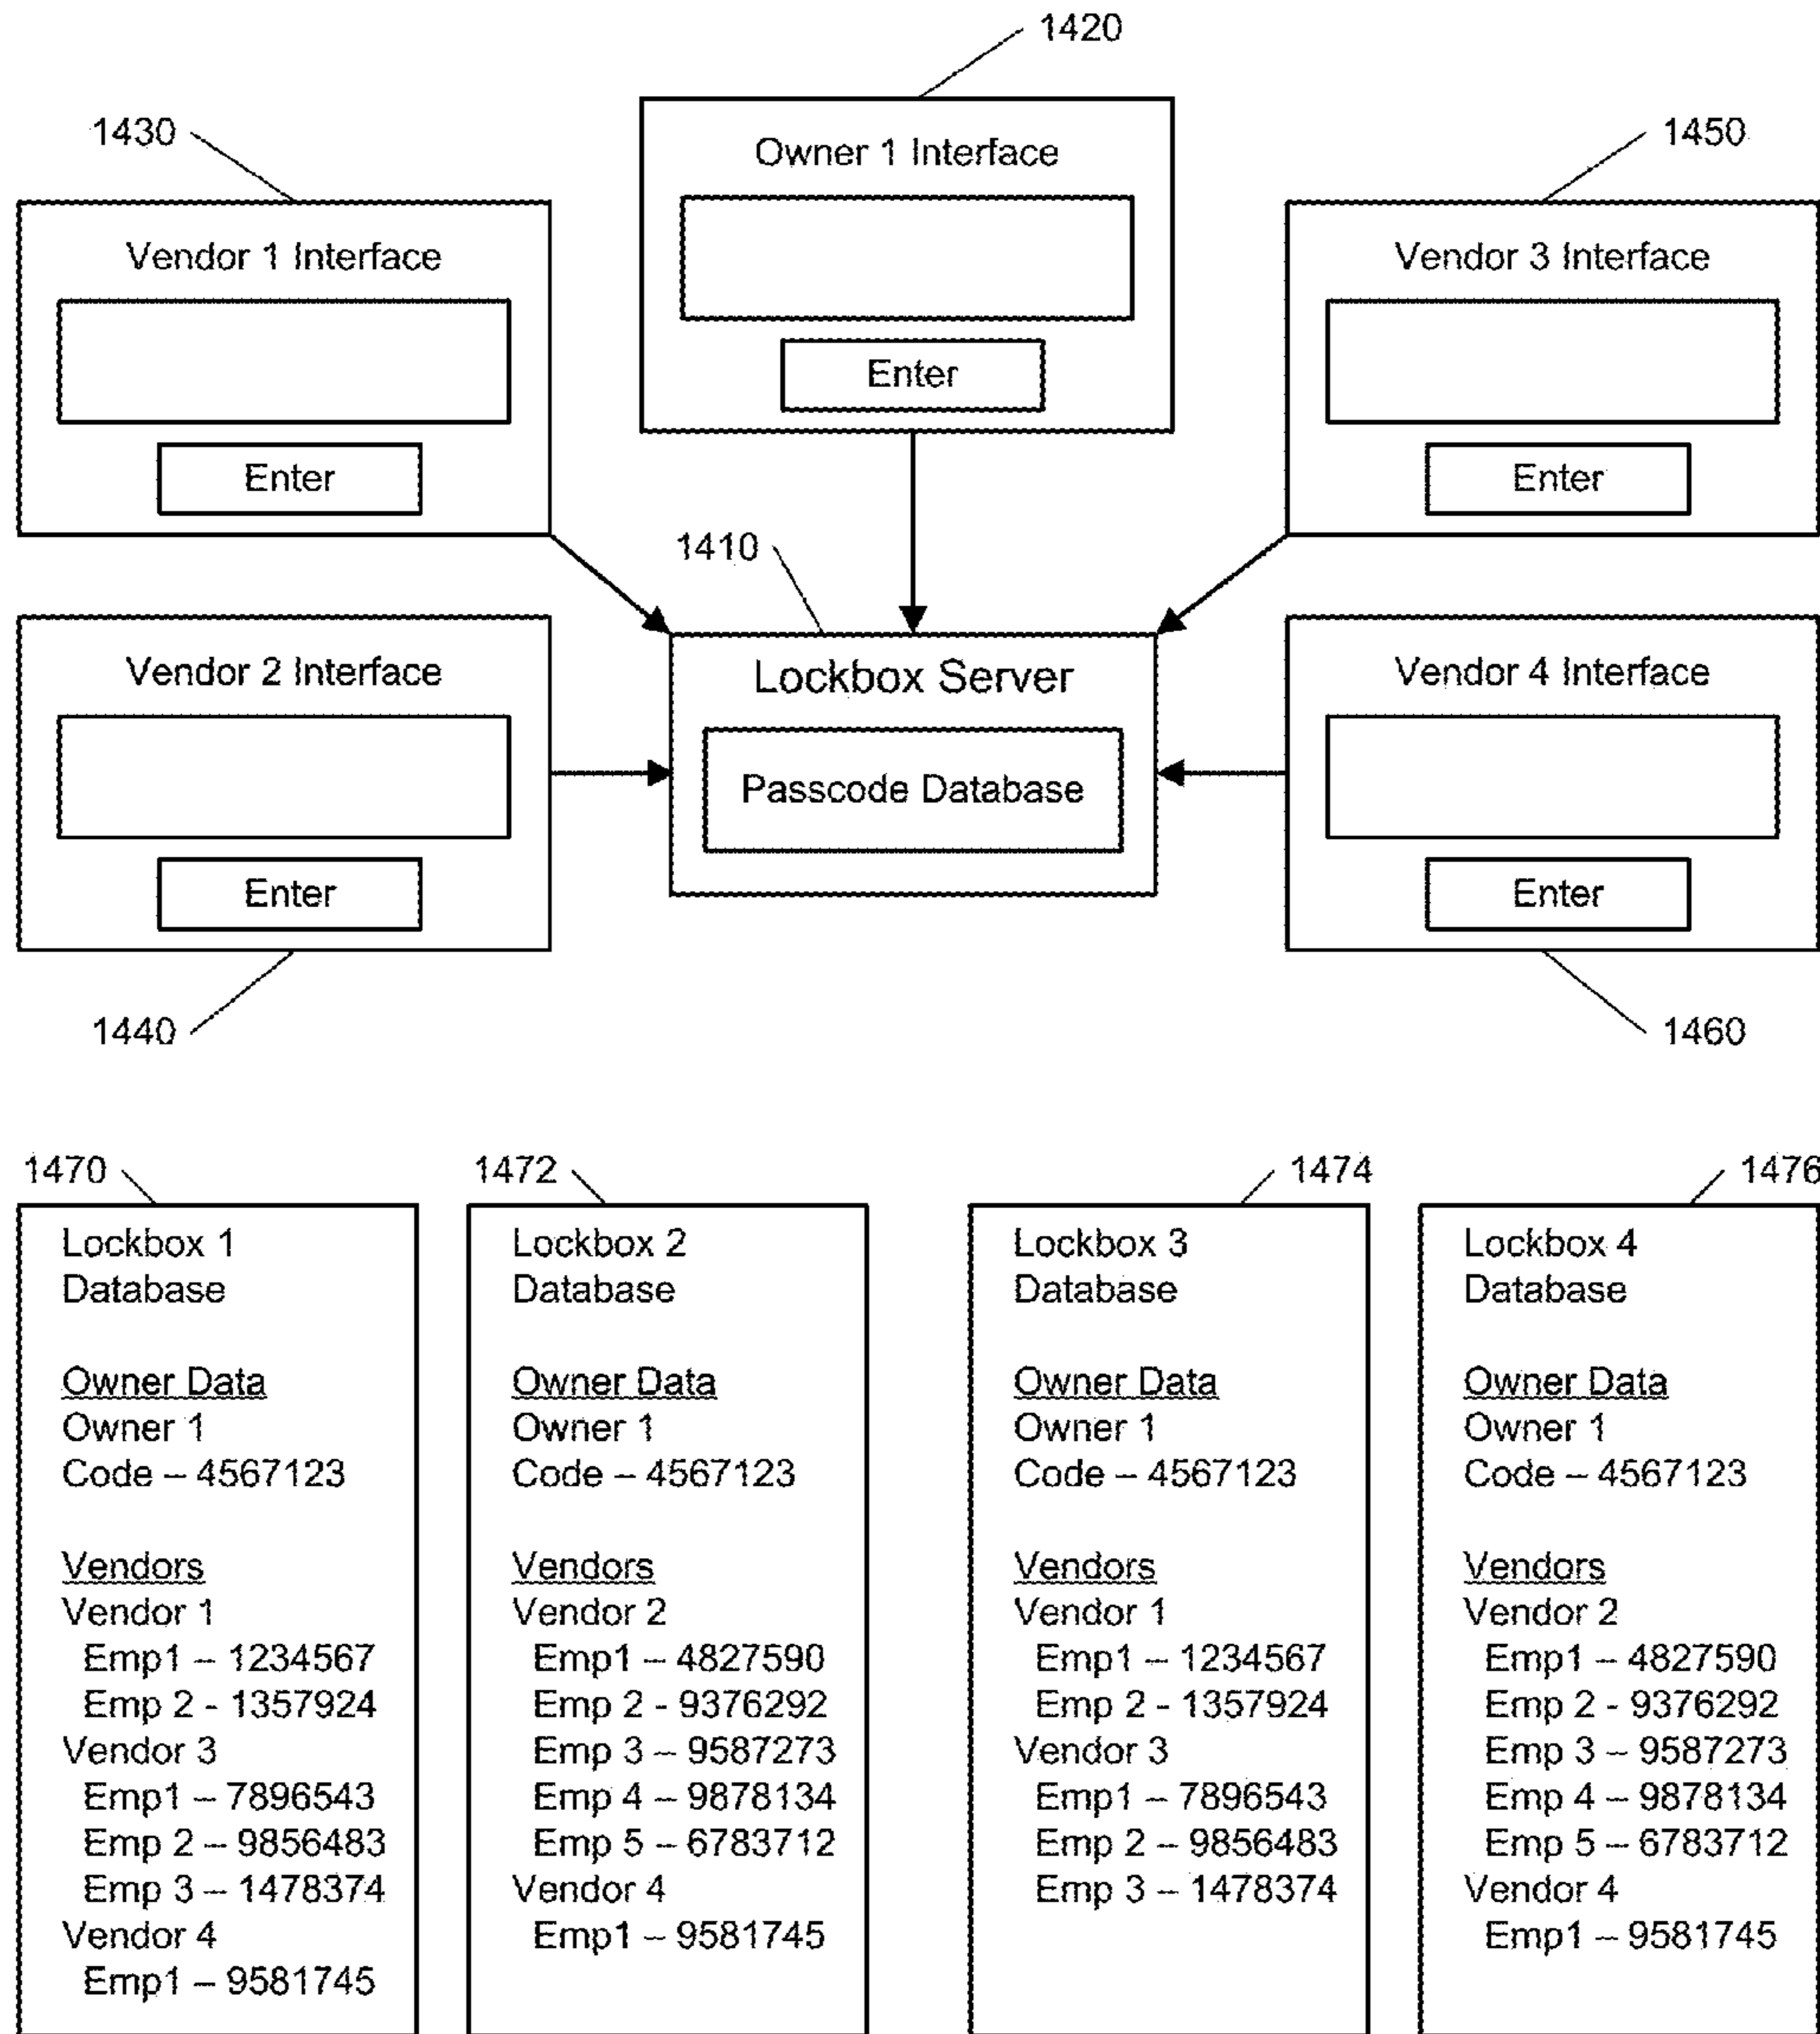 1420
1430
1450
Owner 1 Interface
Enter
Vendor 1 Interface
Enter
Vendor 3 Interface
Enter
1410
Lockbox Server
Passcode Database
Vendor 2 Interface
Enter
Vendor 4 Interface
Enter
1440
1460
1470
Lockbox 1
Database
Owner Data
Owner 1
Code – 4567123
Vendors
Vendor 1
Emp1 – 1234567
Emp 2 - 1357924
Vendor 3
Emp1 – 7896543
Emp 2 – 9856483
Emp 3 – 1478374
Vendor 4
Emp1 – 9581745
1472
Lockbox 2
Database
Owner Data
Owner 1
Code – 4567123
Vendors
Vendor 2
Emp1 – 4827590
Emp 2 - 9376292
Emp 3 – 9587273
Emp 4 – 9878134
Emp 5 – 6783712
Vendor 4
Emp1 – 9581745
1474
Lockbox 3
Database
Owner Data
Owner 1
Code – 4567123
Vendors
Vendor 1
Emp1 – 1234567
Emp 2 - 1357924
Vendor 3
Emp1 – 7896543
Emp 2 – 9856483
Emp 3 – 1478374
1476
Lockbox 4
Database
Owner Data
Owner 1
Code – 4567123
Vendors
Vendor 2
Emp1 – 4827590
Emp 2 - 9376292
Emp 3 – 9587273
Emp 4 – 9878134
Emp 5 – 6783712
Vendor 4
Emp1 – 9581745